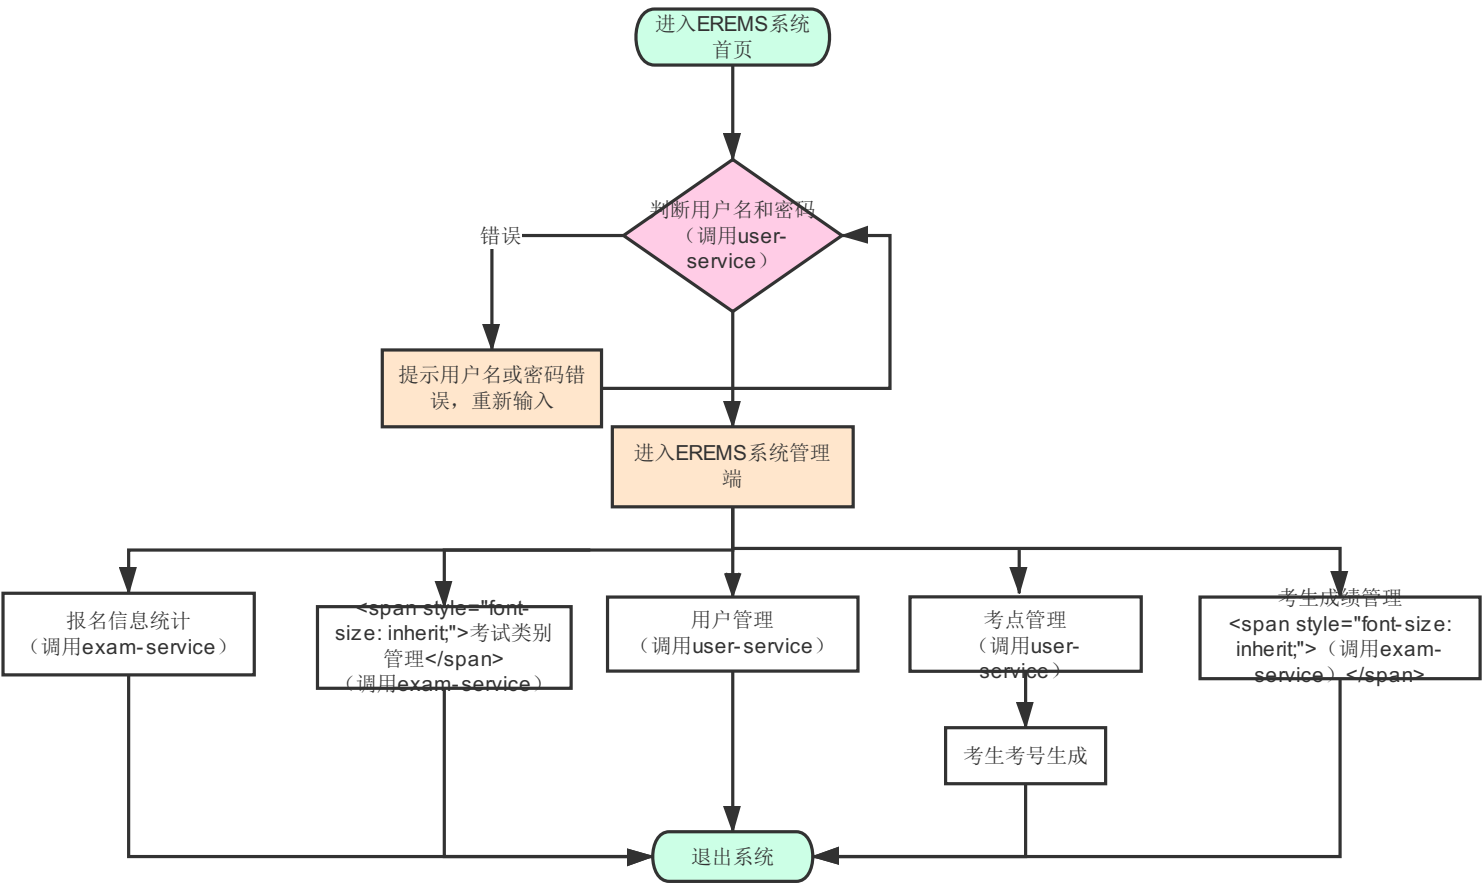 进入EREMS系统
首页
判断用户名和密码
（调用user-
service）
错误
提示用户名或密码错
误，重新输入
进入EREMS系统管理
端
报名信息统计
（调用exam-service）
<span style="font-
size: inherit;">考试类别
管理</span>
（调用exam-service）
用户管理
（调用user-service）
考点管理
（调用user-
service）
考生成绩管理
<span style="font-size:
inherit;">（调用exam-
service）</span>
考生考号生成
退出系统